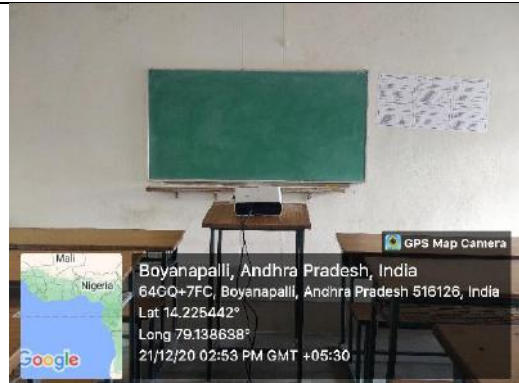 GPS Map Camera
Mali
Nigeria
Google
Boyanapalli, Andhra Pradesh, India
64GQ+7FC, Boyanapalli, Andhra Pradesh 516126, India
Lat 14.225442°
Long 79.138638°
21/12/20 02:53 PM GMT +05:30